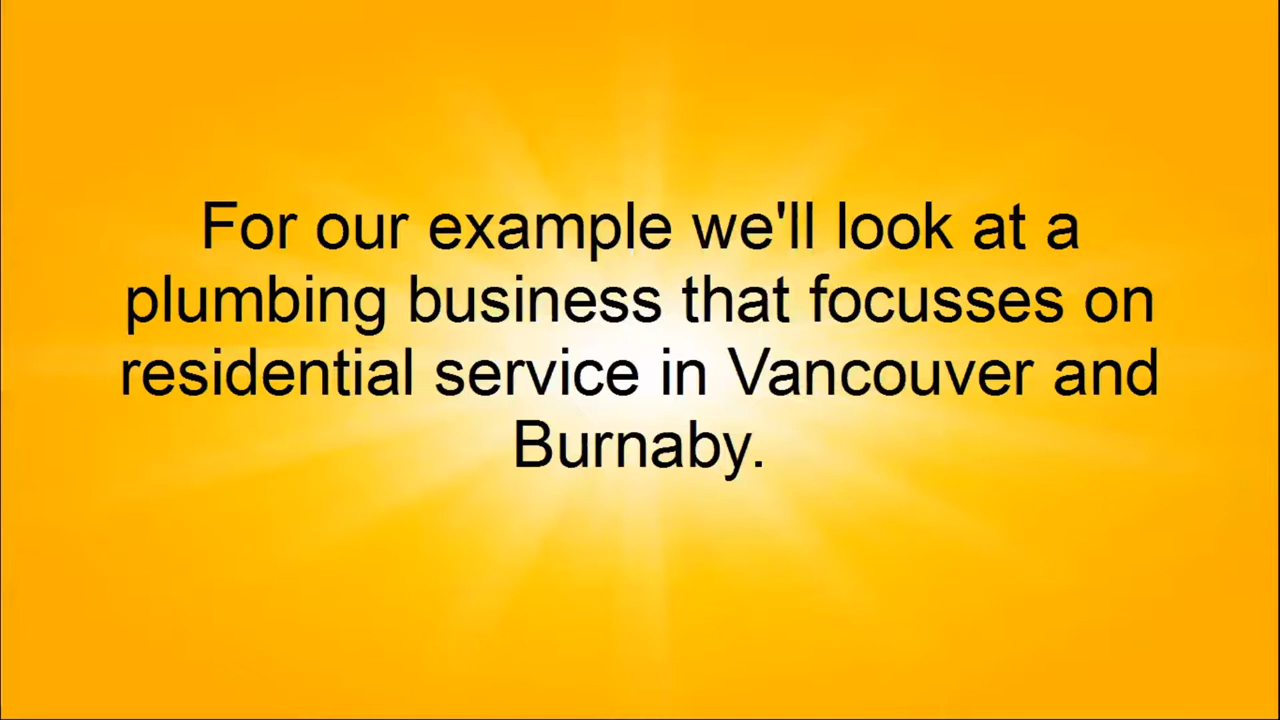 For our example we'll look at a
plumbing business that focusses on
residential service in Vancouver and
Burnaby.